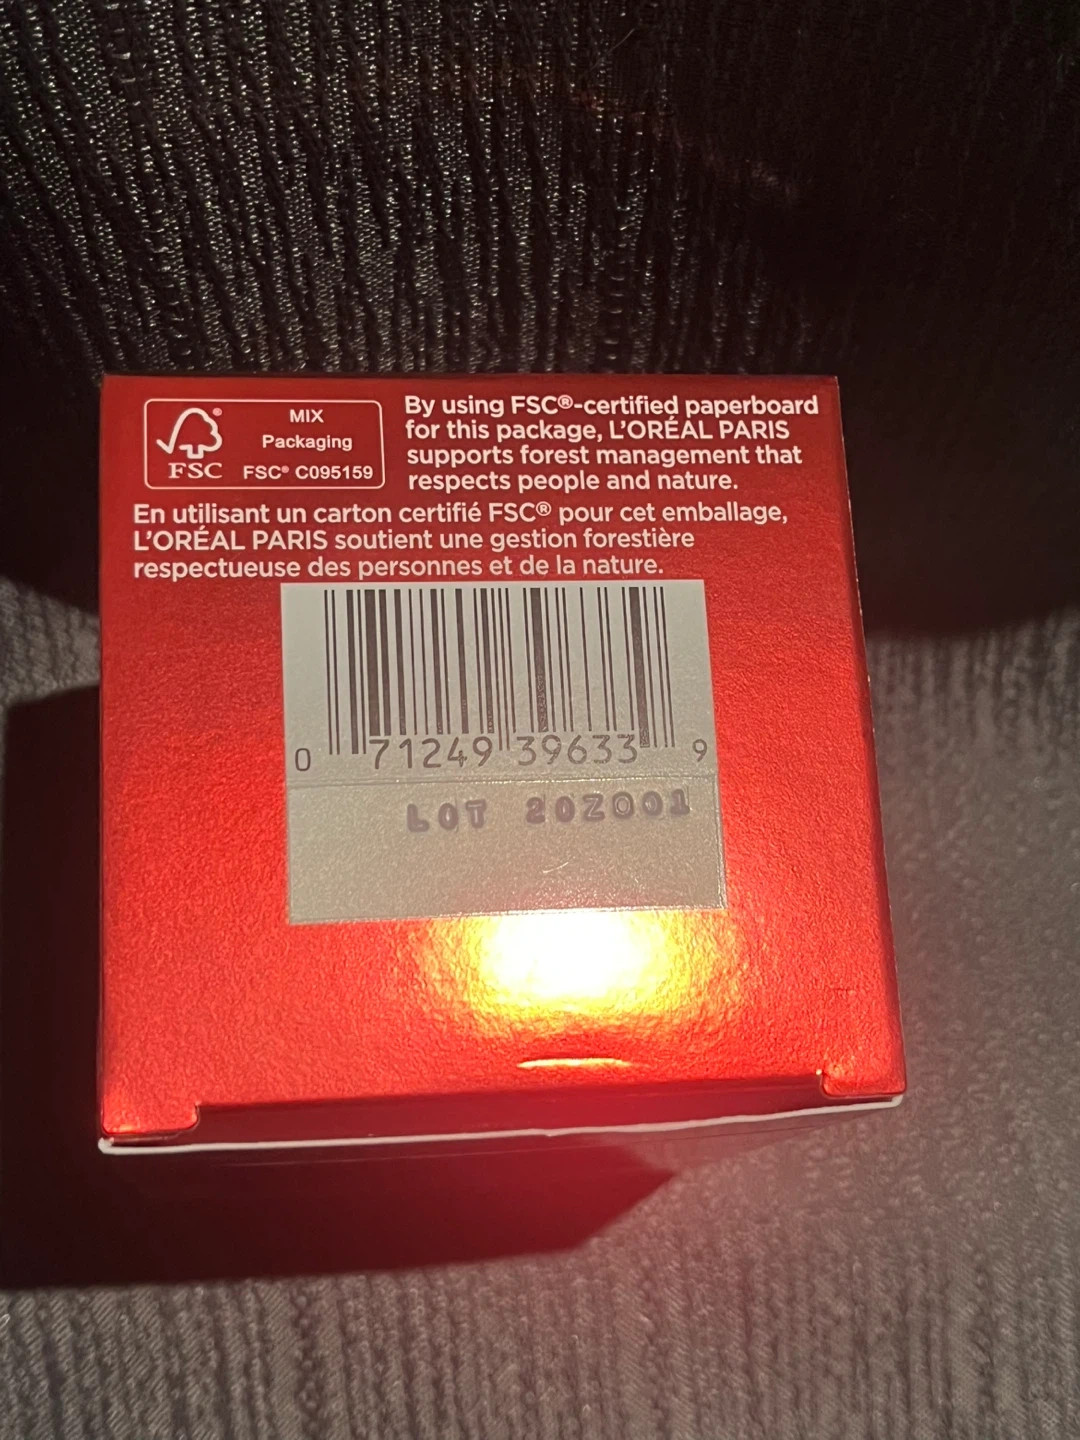 MIX
Packaging
FSC® C095159
FSC
By using FSC®-certified paperboard
for this package, L'ORÉAL PARIS
supports forest management that
respects people and nature.
En utilisant un carton certifié FSC® pour cet emballage,
L'ORÉAL PARIS soutient une gestion forestière
respectueuse des personnes et de la nature.
0 71249 39633 9
LOT 20Z001